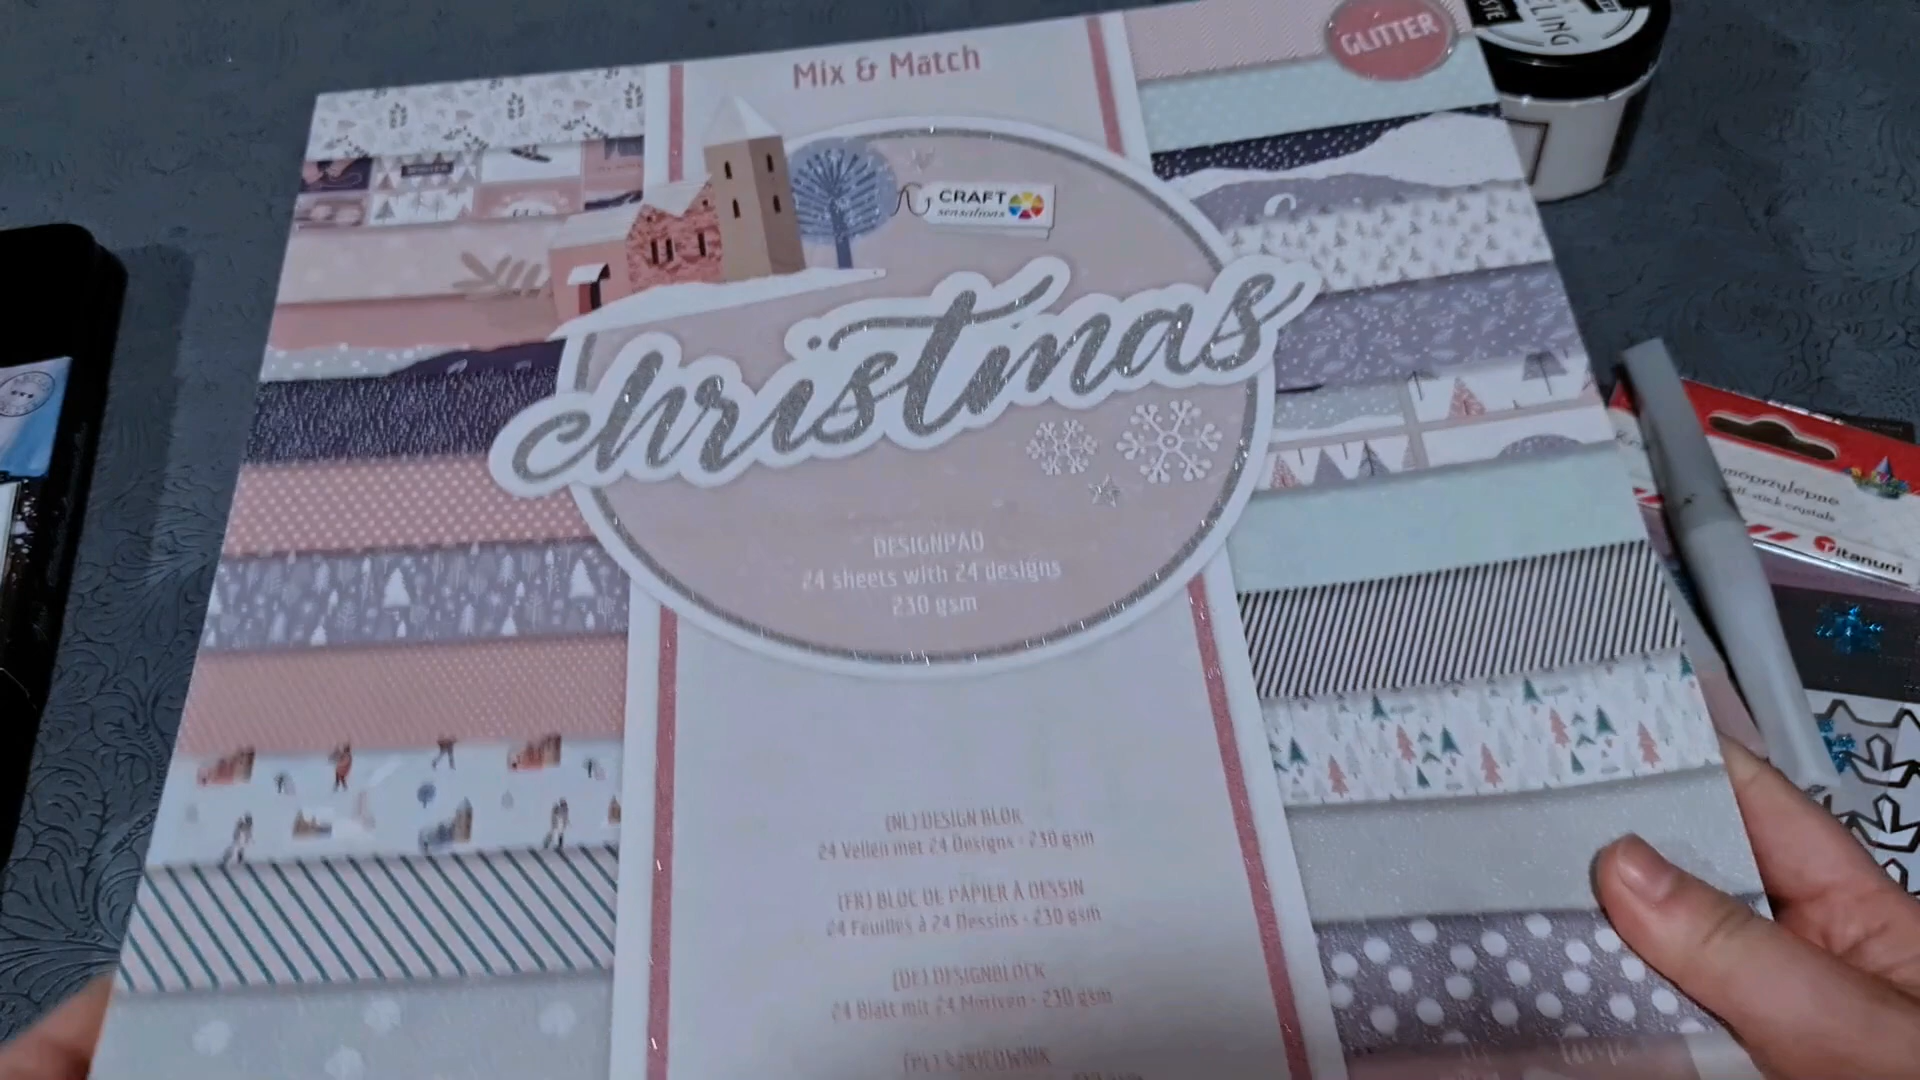 Mix & Match
GLITTER
CRAFT
sensations
christmas
DESIGNPAD
24 sheets with 24 designs
230 gsm
(NL) DESIGN BLOK
24 Vellen met 24 Designs - 230 gsm
(FR) BLOC DE PAPIER À DESSIN
24 Feuilles à 24 Dessins - 230 gsm
(DE) DESIGNBLOCK
24 Blatt mit 24 Motiven - 230 gsm
crystals
Titanum